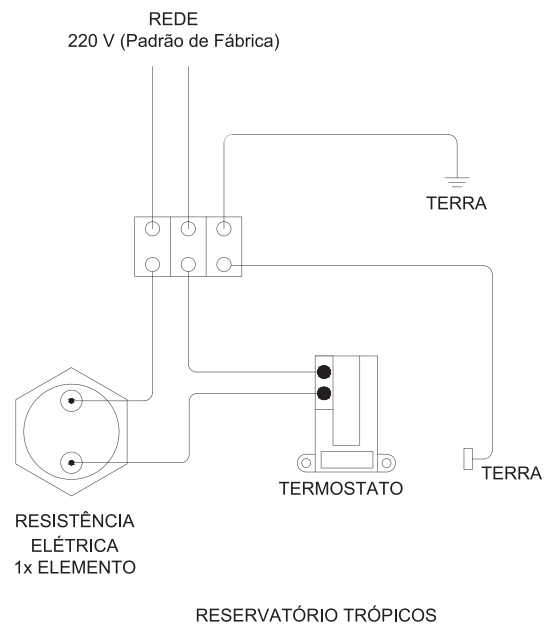 REDE
220 V (Padrão de Fábrica)
TERRA
TERMOSTATO
TERRA
RESISTÊNCIA
ELÉTRICA
1x ELEMENTO
RESERVATÓRIO TRÓPICOS